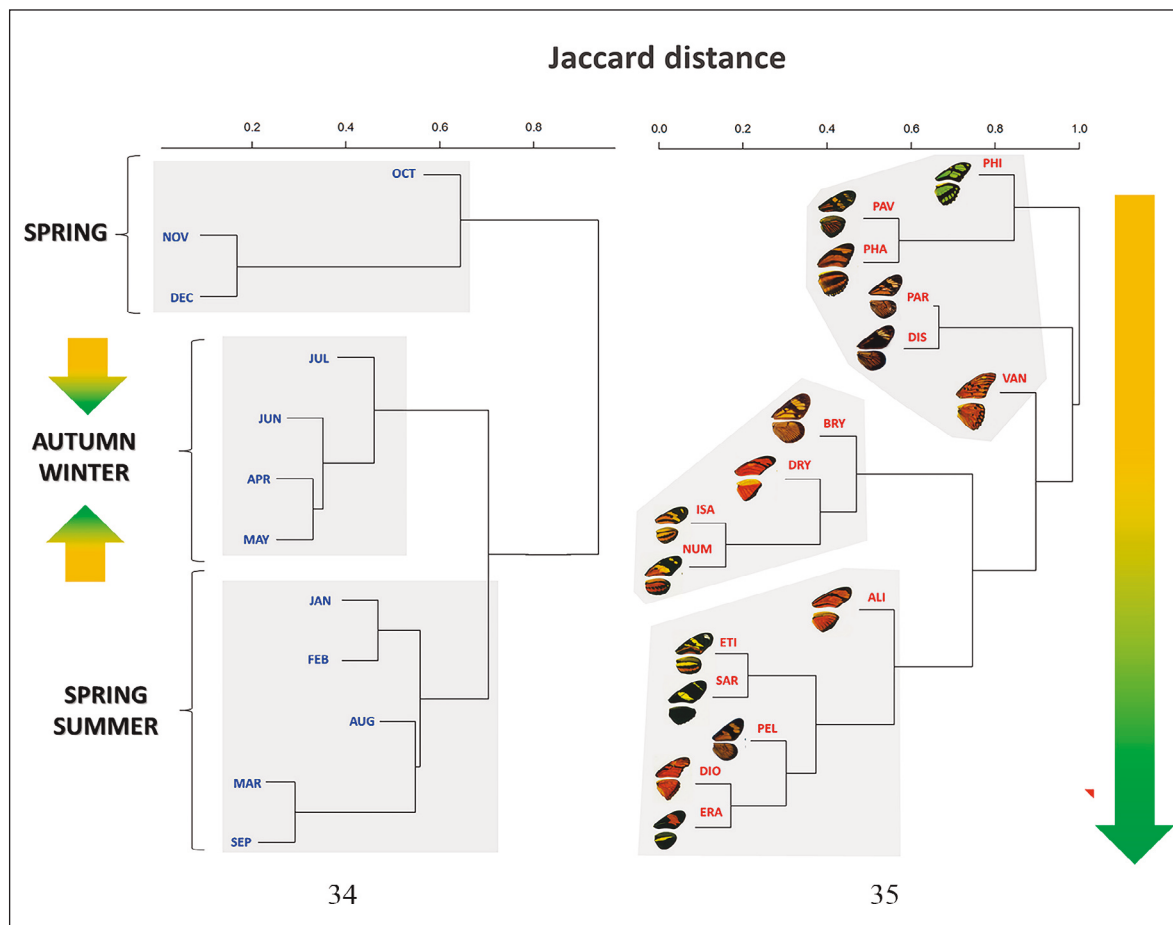 Jaccard distance
0.2 0.4 0.6 0.8
0.0 0.2 0.4 0.6 0.8 1.0
SPRING
OCT
NOV
DEC
AUTUMN
WINTER
JUL
JUN
APR
MAY
SPRING
SUMMER
JAN
FEB
AUG
MAR
SEP
34
PHI
PAV
PHA
PAR
DIS
VAN
BRY
DRY
ISA
NUM
ALI
ETI
SAR
PEL
DIO
ERA
35